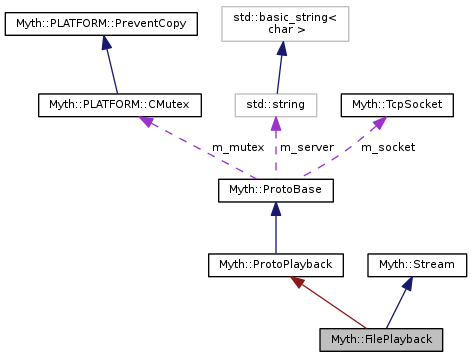 Myth::PLATFORM::PreventCopy
std::basic_string<
char >
Myth::PLATFORM::CMutex
std::string
Myth::TcpSocket
m_mutex
m_server
m_socket
Myth::ProtoBase
Myth::ProtoPlayback
Myth::Stream
Myth::FilePlayback